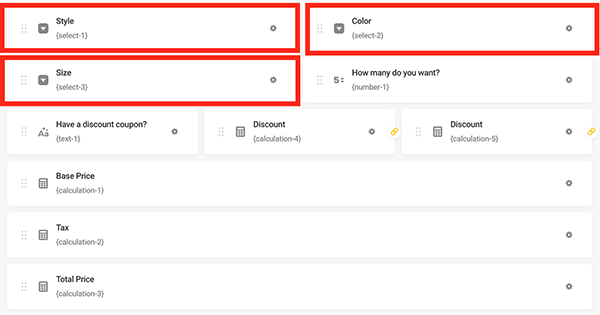 Style
{select-1}
Color
{select-2}
Size
{select-3}
How many do you want?
{number-1}
Have a discount coupon?
{text-1}
Discount
{calculation-4}
Discount
{calculation-5}
Base Price
{calculation-1}
Tax
{calculation-2}
Total Price
{calculation-3}